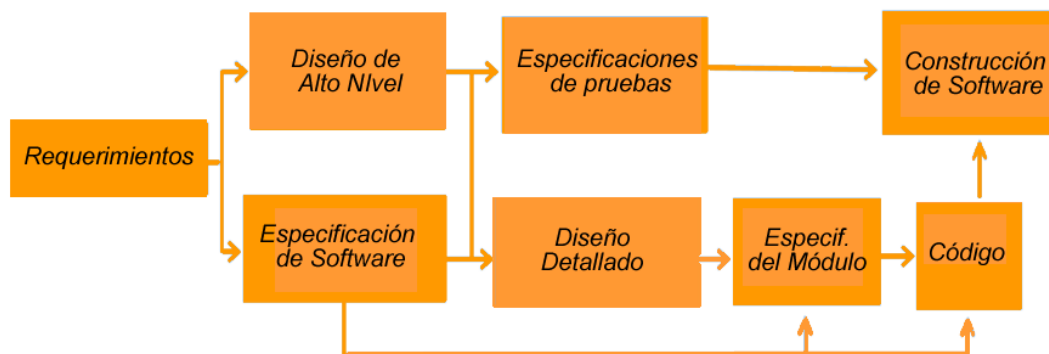 Diseño de
Alto NIvel
Especificaciones
de pruebas
Construcción
de Software
Requerimientos
Especificación
de Software
Diseño
Detallado
Especif.
del Módulo
Código